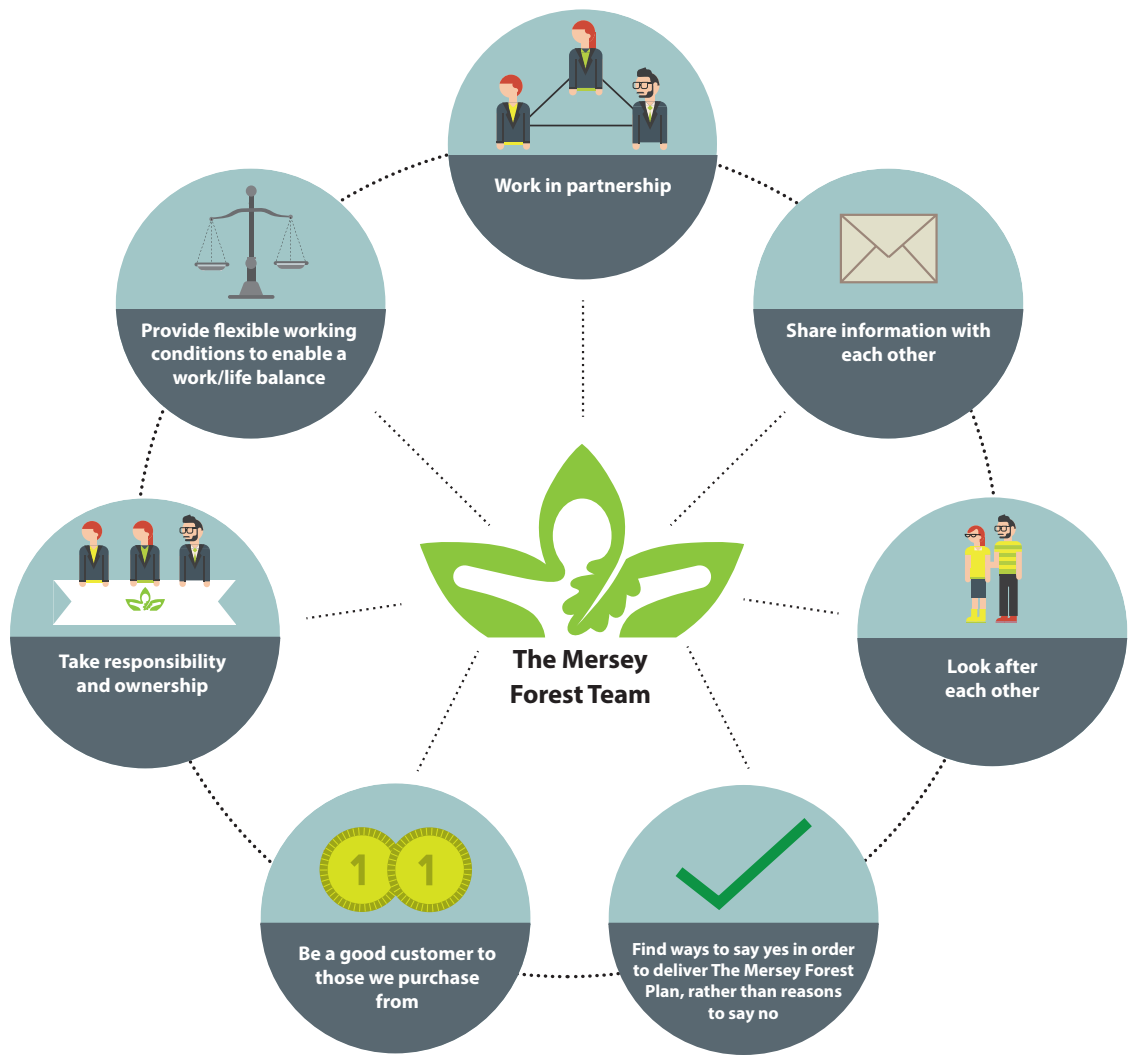 Work in partnership
Share information with
each other
Look after
each other
Find ways to say yes in order
to deliver The Mersey Forest
Plan, rather than reasons
to say no
1 1
Be a good customer to
those we purchase
from
Take responsibility
and ownership
Provide flexible working
conditions to enable a
work/life balance
The Mersey
Forest Team